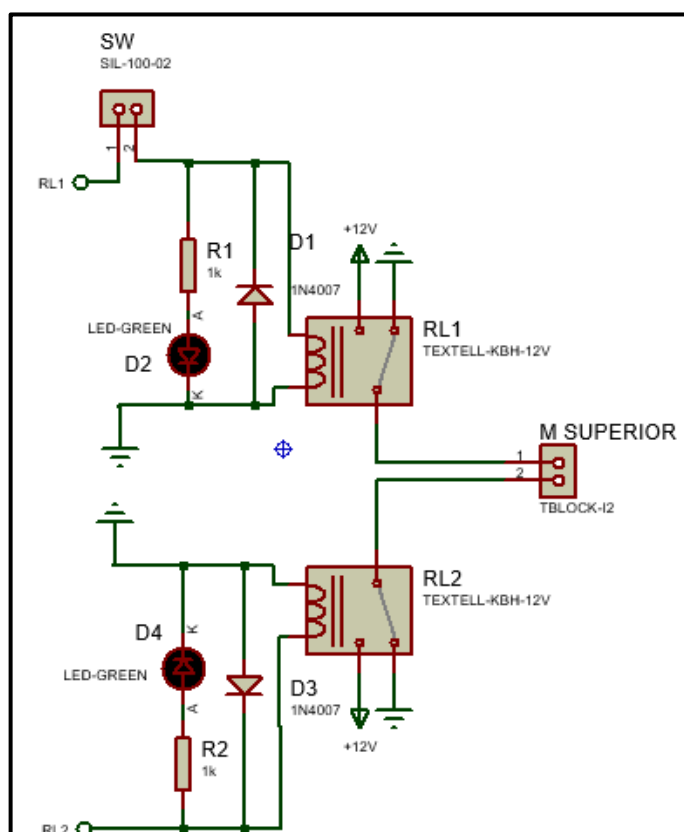 SW
SIL-100-02
1
2
RL1
R1
1k
A
LED-GREEN
D2
K
D1
1N4007
+12V
RL1
TEXTELL-KBH-12V
M SUPERIOR
1
2
TBLOCK-I2
RL2
TEXTELL-KBH-12V
D4
K
LED-GREEN
A
D3
1N4007
+12V
R2
1k
RL2